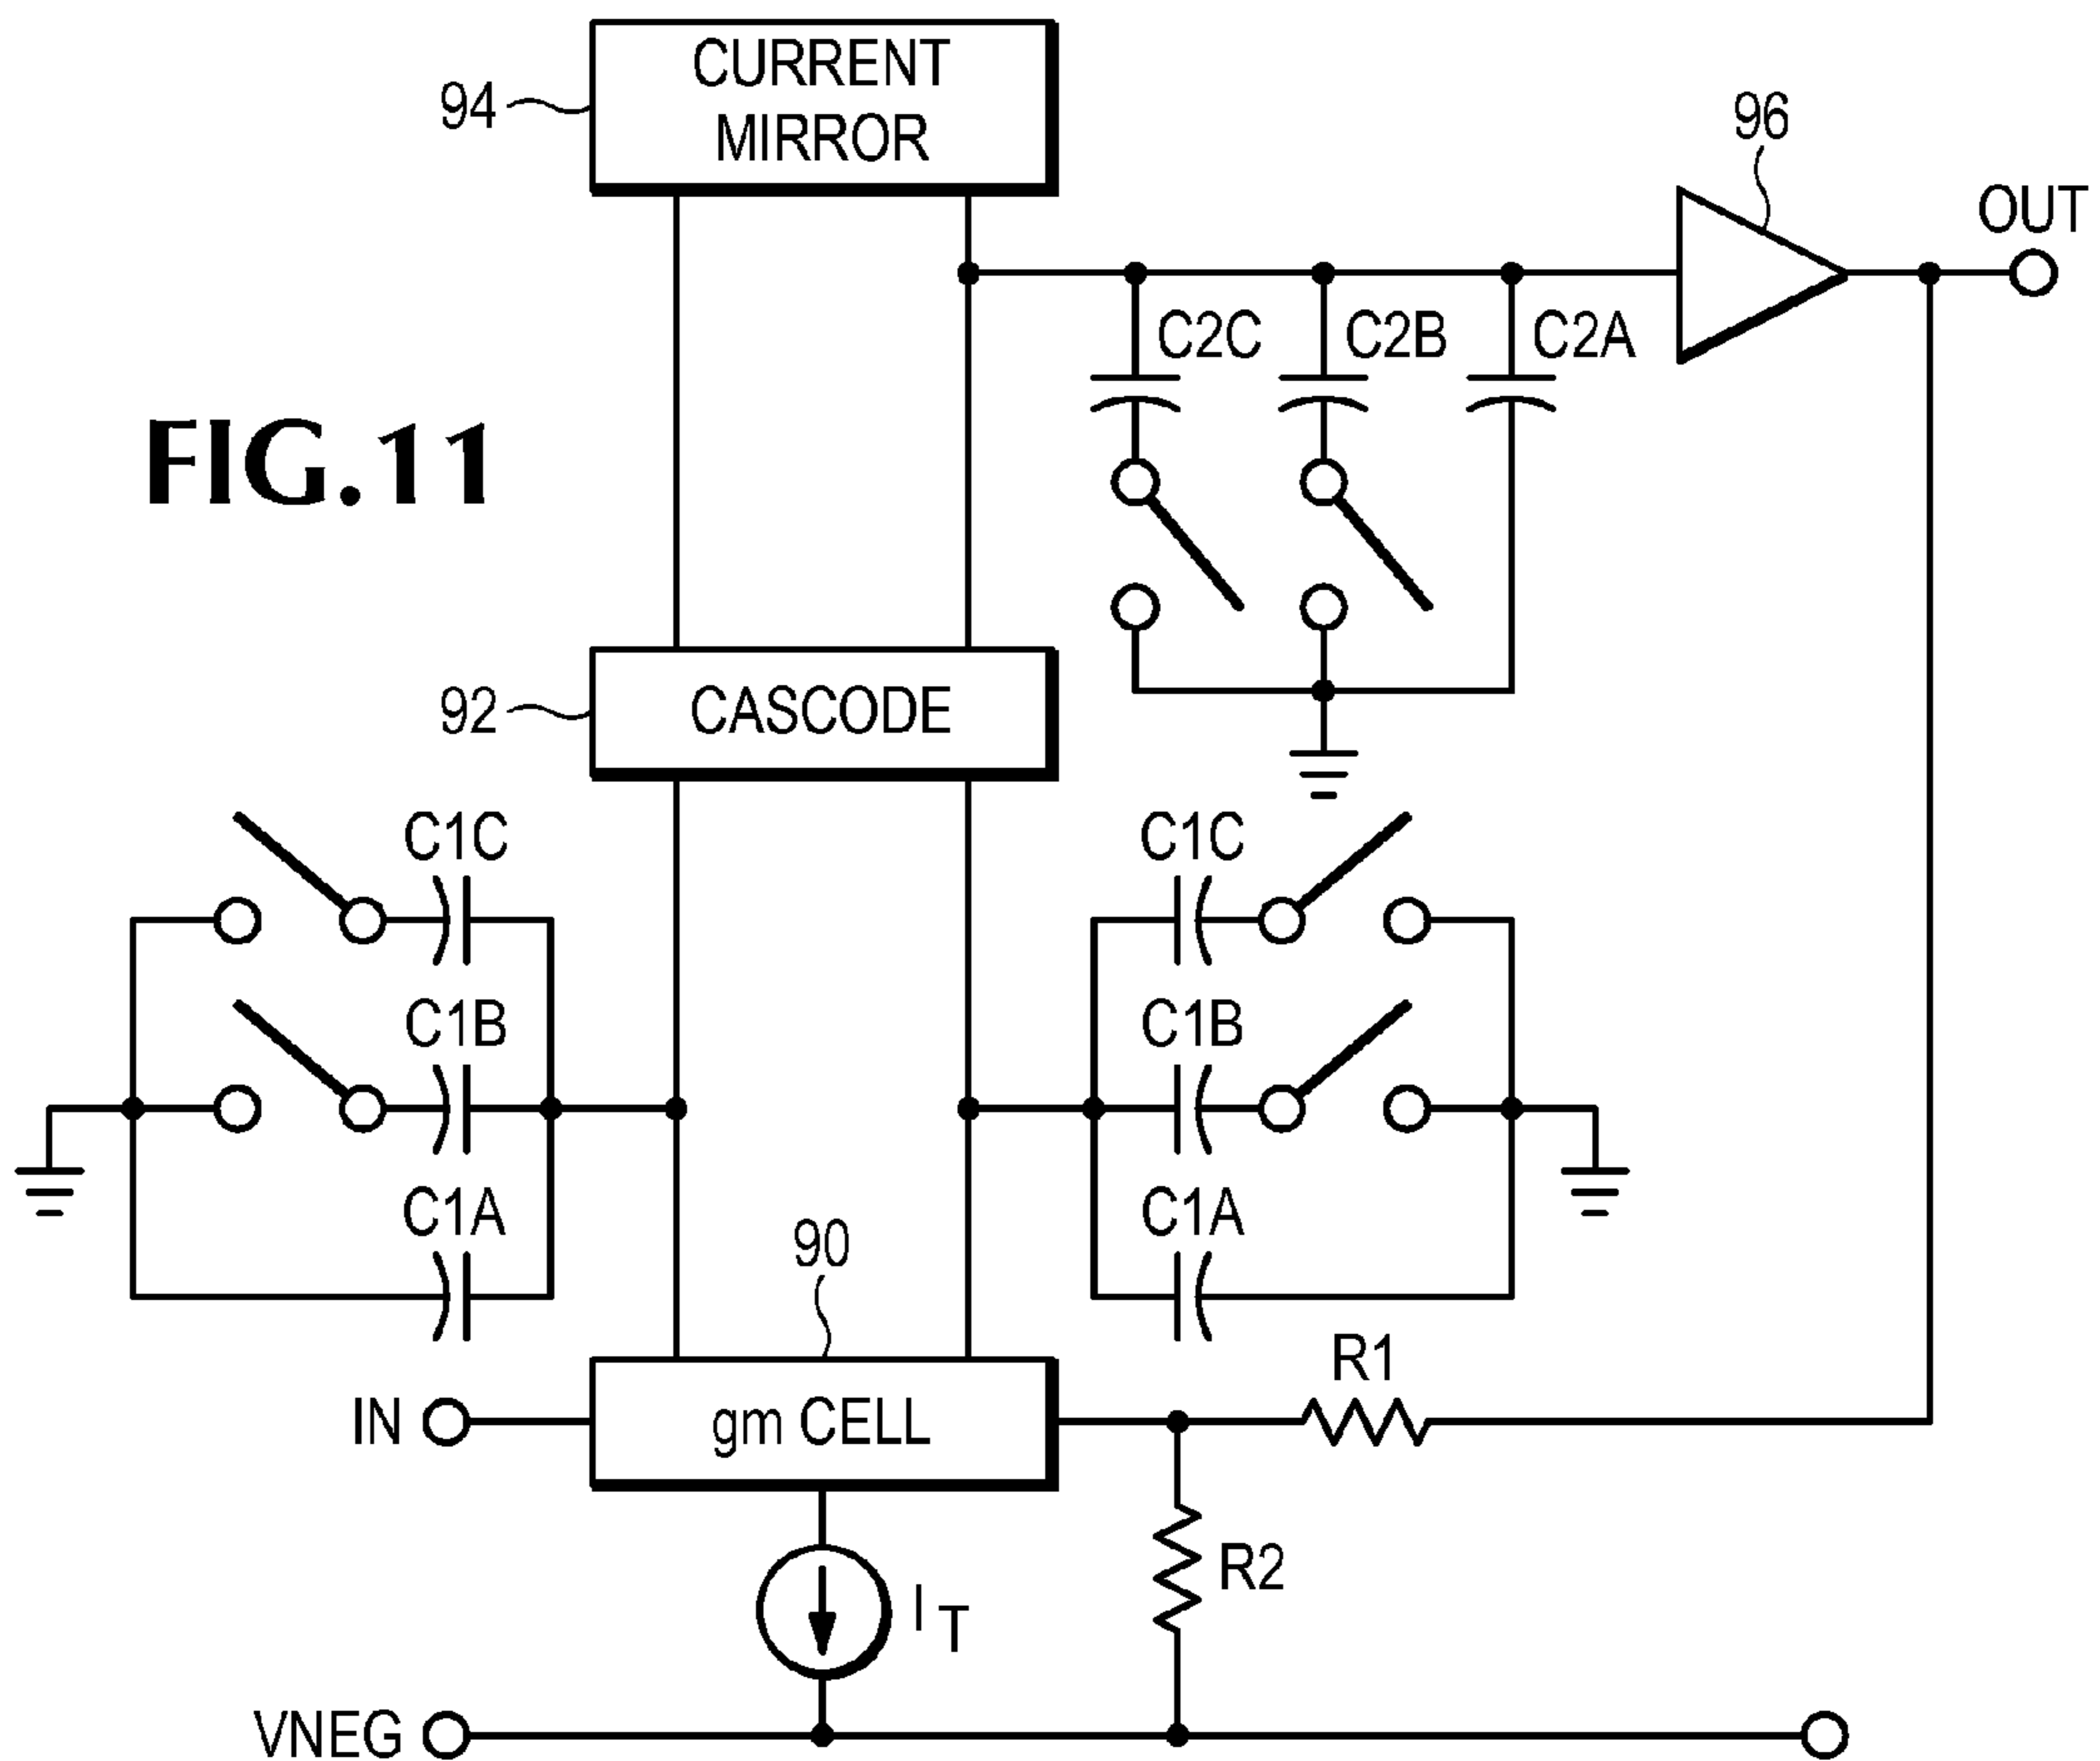 CURRENT
MIRROR
94
96
OUT
C2C
C2B
C2A
FIG.11
92
CASCODE
C1C
C1C
C1B
C1B
C1A
C1A
90
R1
IN
gm CELL
R2
I T
VNEG